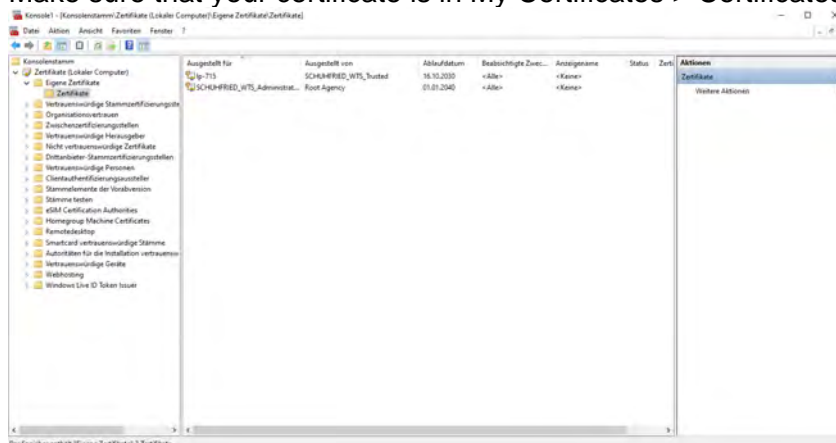 Make sure that your certificate is in My Certificates > Certificates
Konsole1 - [Konsolenstamm\Zertifikate (Lokaler Computer)\Eigene Zertifikate\Zertifikate]
Datei Aktion Ansicht Favoriten Fenster ?
Konsolenstamm
Zertifikate (Lokaler Computer)
Eigene Zertifikate
Zertifikate
Vertrauenswürdige Stammzertifizierungsste
Organisationsvertrauen
Zwischenzertifizierungsstellen
Vertrauenswürdige Herausgeber
Nicht vertrauenswürdige Zertifikate
Drittanbieter-Stammzertifizierungsstellen
Vertrauenswürdige Personen
Clientauthentifizierungsaussteller
Stammelemente der Vorabversion
Stämme testen
eSIM Certification Authorities
Homegroup Machine Certificates
Remotedesktop
Smartcard vertrauenswürdige Stämme
Autoritäten für die Installation vertrauensw
Vertrauenswürdige Geräte
Webhosting
Windows Live ID Token Issuer
Ausgestellt für Ausgestellt von Ablaufdatum Beabsichtigte Zwec... Anzeigename Status Zerti
lp-715 SCHUHFRIED_WTS_Trusted 16.10.2030 <Alle> <Keine>
SCHUHFRIED_WTS_Administrat... Root Agency 01.01.2040 <Alle> <Keine>
Aktionen
Zertifikate
Weitere Aktionen